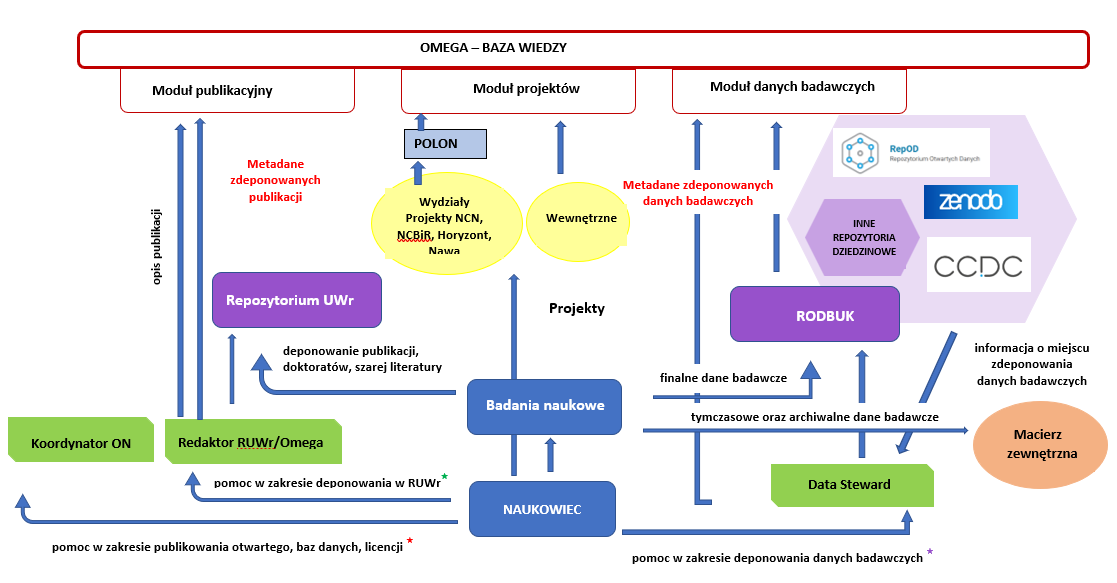 OMEGA – BAZA WIEDZY
Moduł publikacyjny
Moduł projektów
Moduł danych badawczych
POLON
RepOD
Repozytorium Otwartych Danych
Metadane
zdeponowanych
publikacji
Wydziały
Projekty NCN,
NCBiR, Horyzont,
Nawa
Wewnętrzne
Metadane zdeponowanych
danych badawczych
zenodo
INNE
REPOZYTORIA
DZIEDZINOWE
CCDC
opis publikacji
Repozytorium UWr
Projekty
RODBUK
deponowanie publikacji,
doktoratów, szarej literatury
informacja o miejscu
zdeponowania
danych badawczych
finalne dane badawcze
Badania naukowe
tymczasowe oraz archiwalne dane badawcze
Koordynator ON
Redaktor RUWr/Omega
Macierz
zewnętrzna
pomoc w zakresie deponowania w RUWr*
Data Steward
NAUKOWIEC
pomoc w zakresie publikowania otwartego, baz danych, licencji *
pomoc w zakresie deponowania danych badawczych *